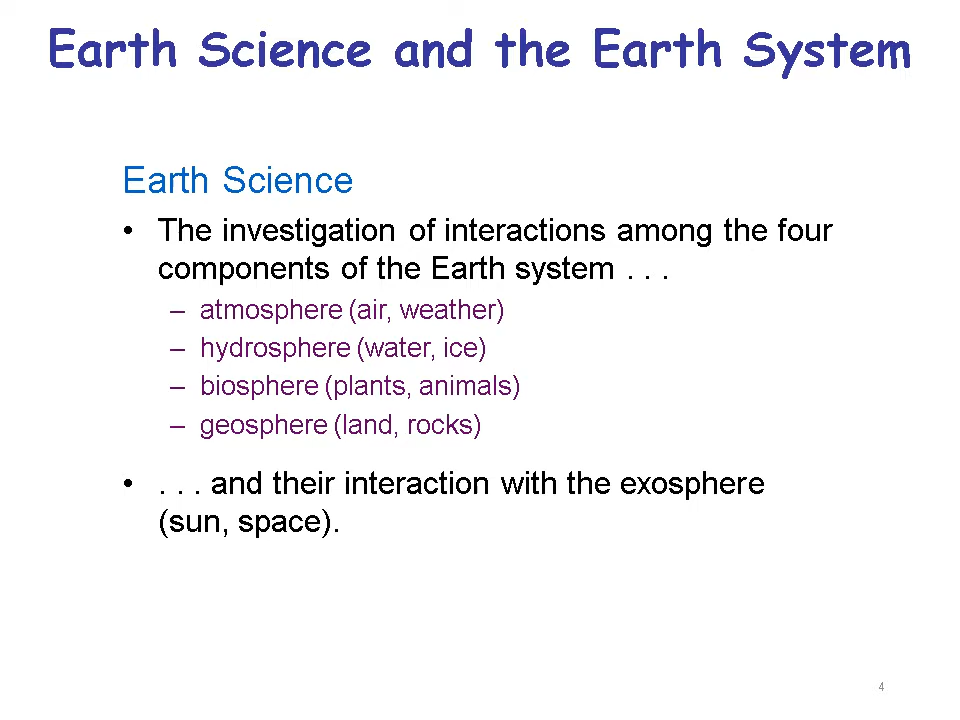 Earth Science and the Earth System
Earth Science
• The investigation of interactions among the four
components of the Earth system . . .
– atmosphere (air, weather)
– hydrosphere (water, ice)
– biosphere (plants, animals)
– geosphere (land, rocks)
• . . . and their interaction with the exosphere
(sun, space).
4